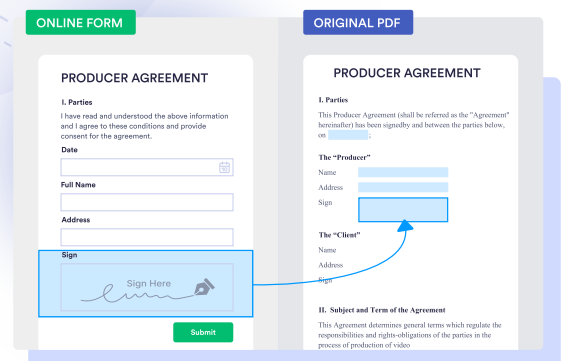 ONLINE FORM
PRODUCER AGREEMENT
I. Parties
I have read and understood the above information
and I agree to these conditions and provide
consent for the agreement.
Date
Full Name
Address
Sign
Sign Here
Submit
ORIGINAL PDF
PRODUCER AGREEMENT
I. Parties
This Producer Agreement (shall be referred as the "Agreement"
hereinafter) has been signedby and between the parties below,
on ;
The “Producer”
Name
Address
Sign
The “Client”
Name
Address
Sign
II. Subject and Term of the Agreement
This Agreement determines general terms which regulate the
responsibilities and rights-obligations of the parties in the
process of production of video